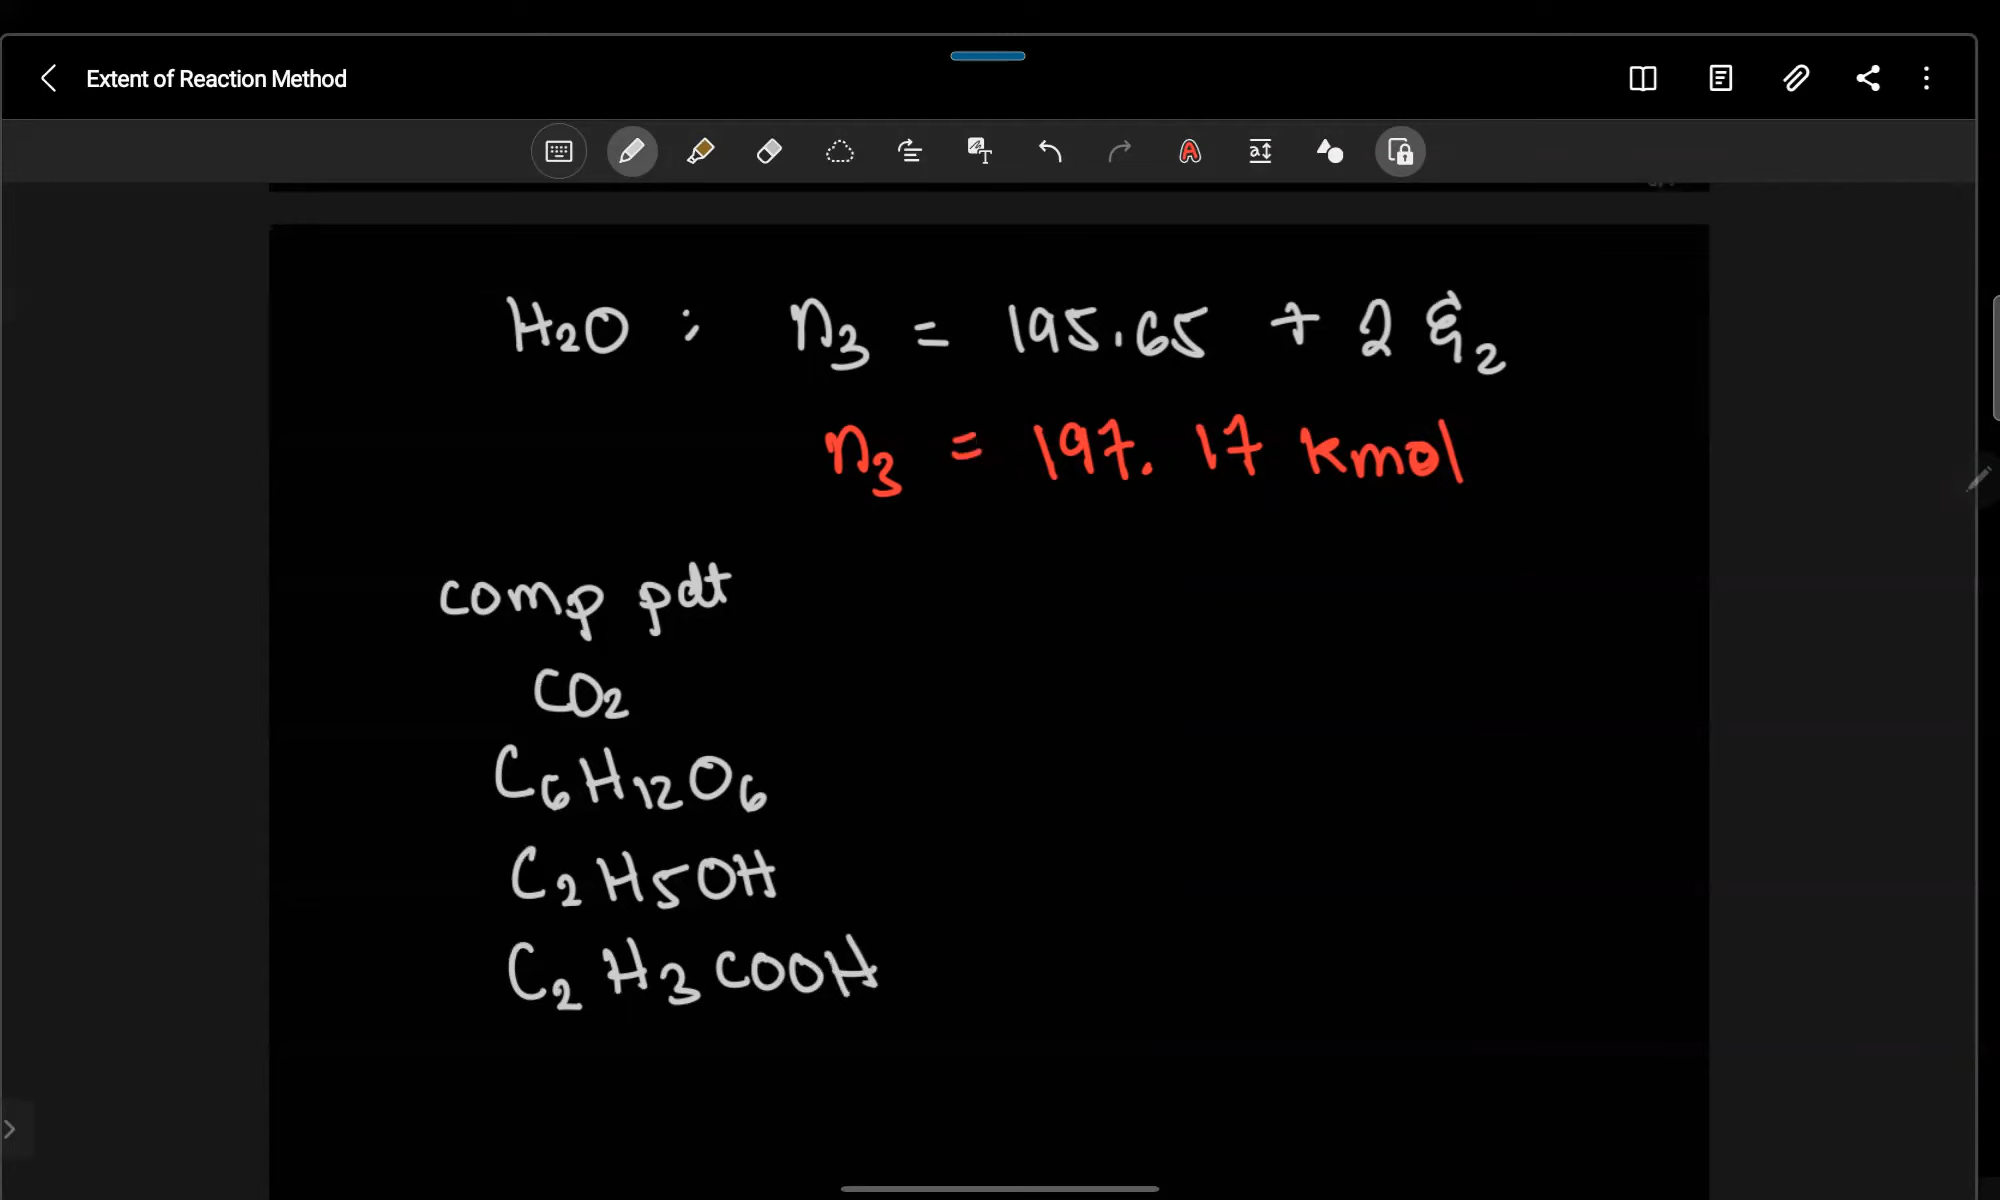 Extent of Reaction Method
H2O : n3 = 195.65 + 2 ξ2
n3 = 197.17 kmol
comp pdt
CO2
C6H12O6
C2H5OH
C2H3COOH